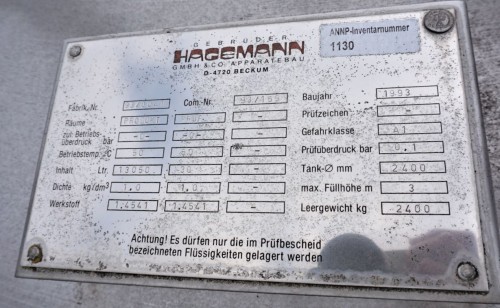 GEBRÜDER
HAGEMANN
GMBH & CO. APPARATEBAU
D-4720 BECKUM
ANNP-Inventarnummer
1130
Fabrik.Nr. Com.-Nr.
Räume
zul. Betriebs-
überdruck bar
Betriebstemp. °C
Inhalt Ltr. 13050
Dichte kg/dm³ 1.0 1.0 -
Werkstoff 1.4541 1.4541 -
Baujahr 1993
Prüfzeichen -
Gefahrklasse A1
Prüfüberdruck bar 0.1
Tank-Ø mm 2400
max. Füllhöhe m 3
Leergewicht kg 2400
Achtung! Es dürfen nur die im Prüfbescheid
bezeichneten Flüssigkeiten gelagert werden